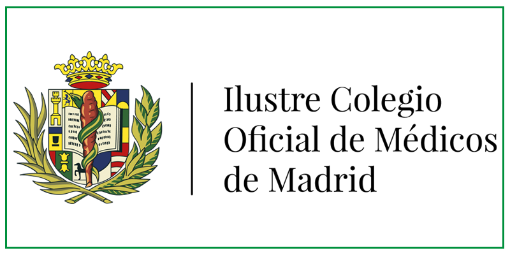 Ilustre Colegio
Oficial de Médicos
de Madrid